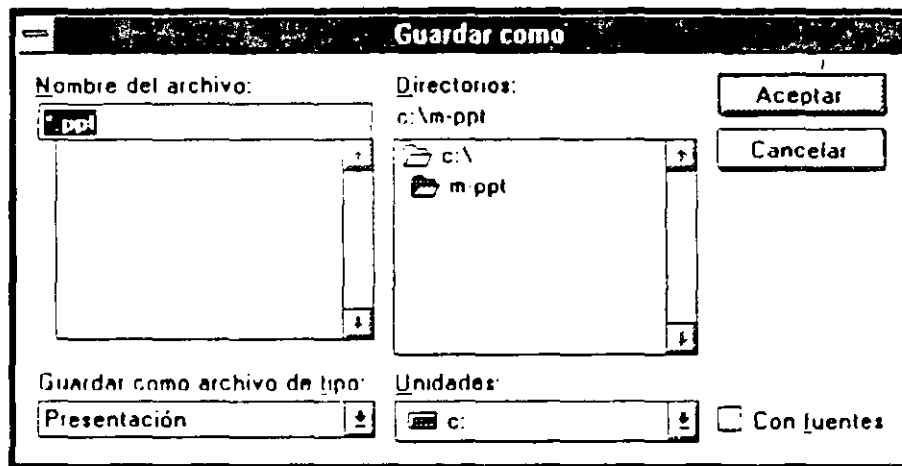 Guardar como
Nombre del archivo:
*.ppt
Directorios:
c:\m-ppt
c:\
m-ppt
Aceptar
Cancelar
Guardar como archivo de tipo:
Presentación
Unidades:
c:
Con fuentes